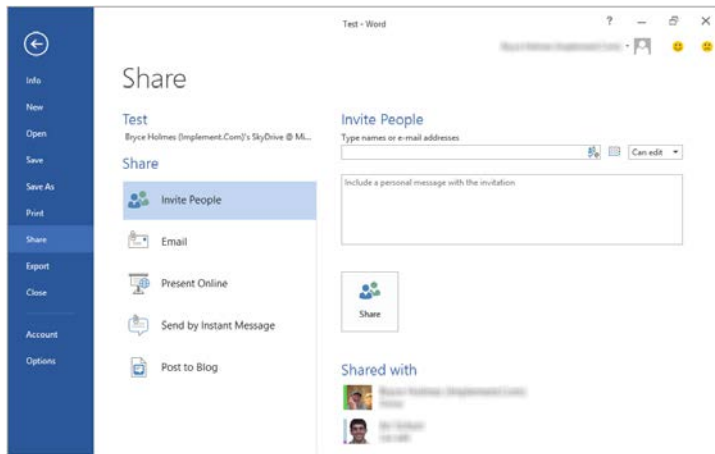 Test - Word
?
Info
New
Open
Save
Save As
Print
Share
Export
Close
Account
Options
Share
Test
Bryce Holmes (Implement.Com)'s SkyDrive @ Mi...
Share
Invite People
Email
Present Online
Send by Instant Message
Post to Blog
Invite People
Type names or e-mail addresses
Can edit
Include a personal message with the invitation
Share
Shared with